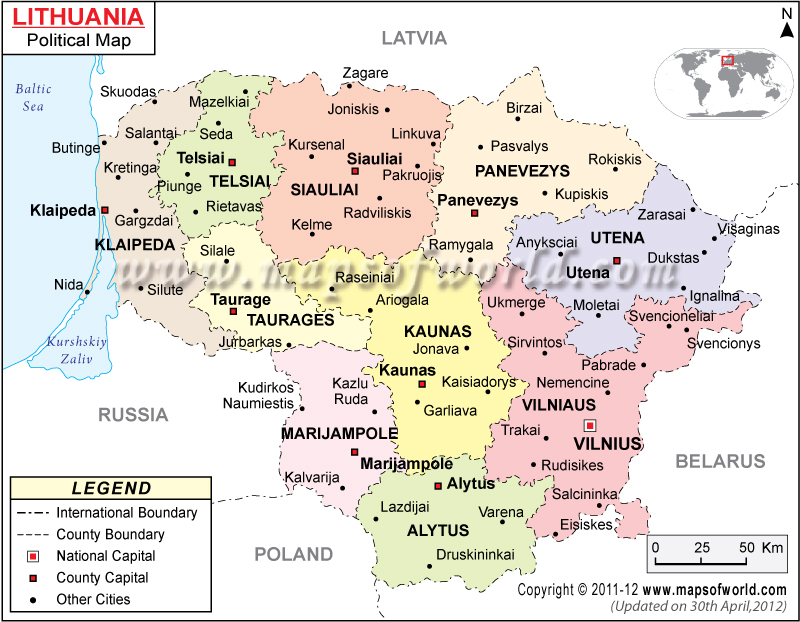 LITHUANIA
Political Map
N
LATVIA
Baltic
Sea
Skuodas
Mazelkiai
Zagare
Joniskis
Birzai
Seda
Salantai
Butinge
Linkuva
Kursenal
Pasvalys
Telsiai
Siauliai
Kretinga
Pakruojis
PANEVEZYS
Rokiskis
Piunge
TELSIAI
SIAULIAI
Kupiskis
Klaipeda
Gargzdai
Rietavas
Radviliskis
Panevezys
Zarasai
Kelme
KLAIPEDA
Silale
Ramygala
Anyksciai
UTENA
Visaginas
Dukstas
www.mapsofworld.com
Utena
Nida
Silute
Raseiniai
Taurage
Ariogala
Ukmerge
Moletai
Ignallna
TAURAGES
Svencioneliai
KAUNAS
Kurshskiy
Zaliv
Jurbarkas
Jonava
Sirvintos
Svencionys
Pabrade
Kaunas
Kudirkos
Naumiestis
Kazlu
Ruda
Kaisiadorys
Nemencine
RUSSIA
Garliava
VILNIAUS
MARIJAMPOLE
Trakai
VILNIUS
Marijampole
Rudisikes
BELARUS
Kalvarija
Alytus
Salcininka
Lazdijai
Varena
ALYTUS
Eisiskes
POLAND
Druskininkai
LEGEND
International Boundary
County Boundary
National Capital
County Capital
Other Cities
0 25 50 Km
Copyright © 2011-12 www.mapsofworld.com
(Updated on 30th April,2012)